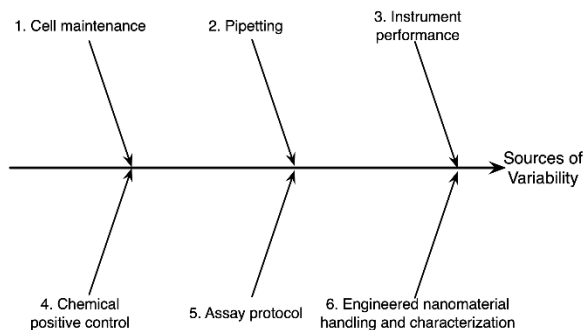 1. Cell maintenance
2. Pipetting
3. Instrument
performance
Sources of
Variability
4. Chemical
positive control
5. Assay protocol
6. Engineered nanomaterial
handling and characterization